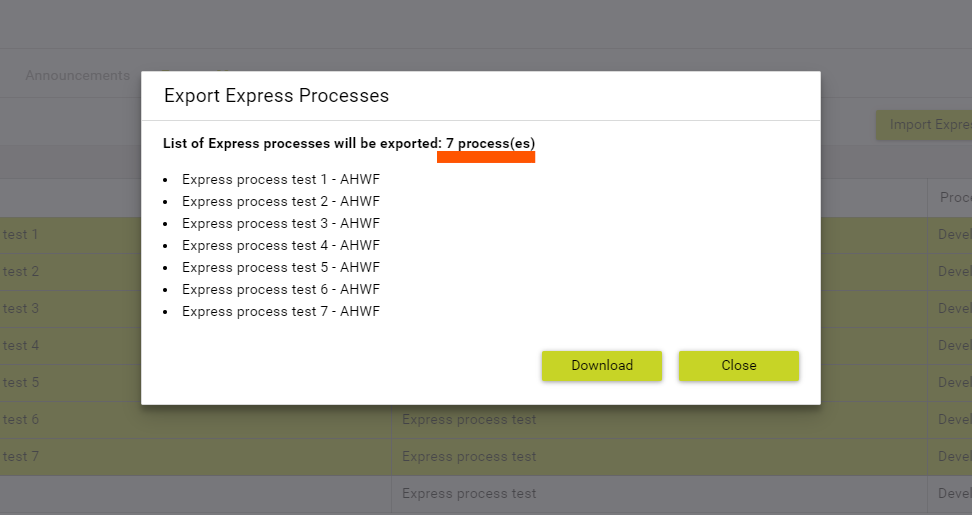 Announcements
Export Express Processes
Import Expre
List of Express processes will be exported: 7 process(es)
Express process test 1 - AHWF
Express process test 2 - AHWF
Express process test 3 - AHWF
Express process test 4 - AHWF
Express process test 5 - AHWF
Express process test 6 - AHWF
Express process test 7 - AHWF
Download
Close
Proce
test 1
Devel
test 2
Devel
test 3
Devel
test 4
Devel
test 5
Devel
test 6
Express process test
Devel
test 7
Express process test
Devel
Express process test
Devel